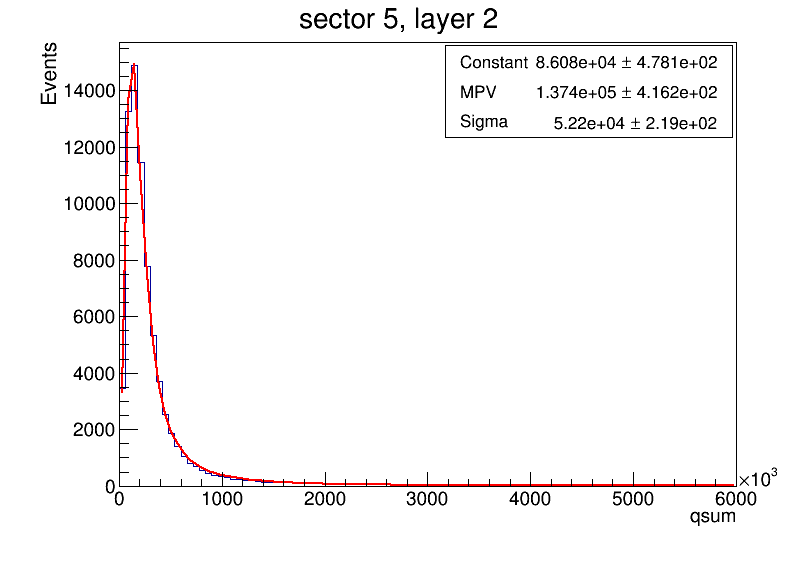 sector 5, layer 2
Events
Constant 8.608e+04 ± 4.781e+02
MPV 1.374e+05 ± 4.162e+02
Sigma 5.22e+04 ± 2.19e+02
14000
12000
10000
8000
6000
4000
2000
0
0 1000 2000 3000 4000 5000 6000
×10³
qsum